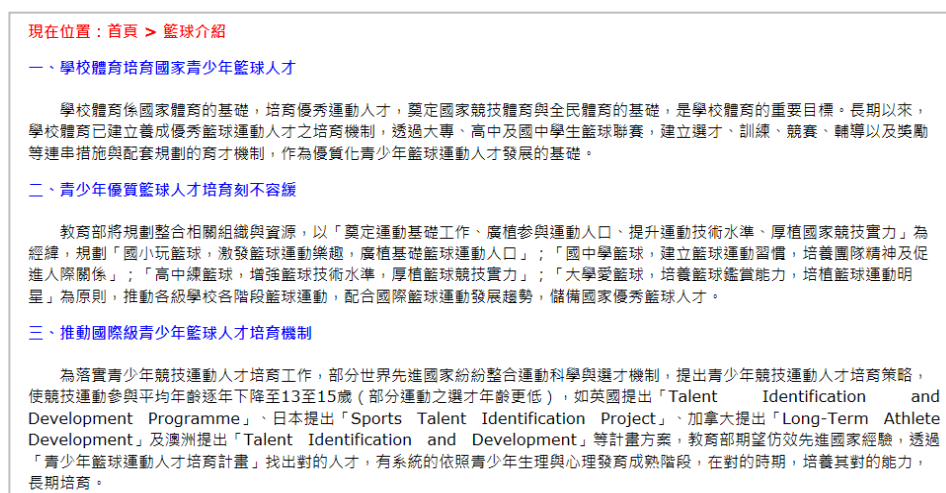 現在位置：首頁 > 籃球介紹
一、學校體育培育國家青少年籃球人才
學校體育係國家體育的基礎，培育優秀運動人才，奠定國家競技體育與全民體育的基礎，是學校體育的重要目標。長期以來，
學校體育已建立養成優秀籃球運動人才之培育機制，透過大專、高中及國中學生籃球聯賽，建立選才、訓練、競賽、輔導以及獎勵
等連串措施與配套規劃的育才機制，作為優質化青少年籃球運動人才發展的基礎。
二、青少年優質籃球人才培育刻不容緩
教育部將規劃整合相關組織與資源，以「奠定運動基礎工作、廣植參與運動人口、提升運動技術水準、厚植國家競技實力」為
經緯，規劃「國小玩籃球，激發籃球運動樂趣，廣植基礎籃球運動人口」；「國中學籃球，建立籃球運動習慣，培養團隊精神及促
進人際關係」；「高中練籃球，增強籃球技術水準，厚植籃球競技實力」；「大學愛籃球，培養籃球鑑賞能力，培植籃球運動明
星」為原則，推動各級學校各階段籃球運動，配合國際籃球運動發展趨勢，儲備國家優秀籃球人才。
三、推動國際級青少年籃球人才培育機制
為落實青少年競技運動人才培育工作，部分世界先進國家紛紛整合運動科學與選才機制，提出青少年競技運動人才培育策略，
使競技運動參與平均年齡逐年下降至13至15歲（部分運動之選才年齡更低），如英國提出「Talent Identification and
Development Programme」、日本提出「Sports Talent Identification Project」、加拿大提出「Long-Term Athlete
Development」及澳洲提出「Talent Identification and Development」等計畫方案，教育部期望仿效先進國家經驗，透過
「青少年籃球運動人才培育計畫」找出對的人才，有系統的依照青少年生理與心理發育成熟階段，在對的時期，培養其對的能力，
長期培育。